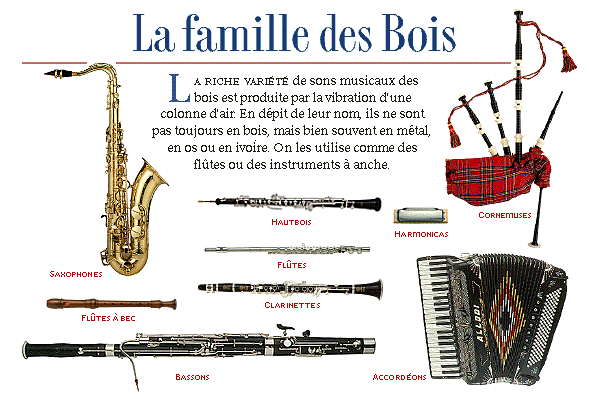 La famille des Bois
LA RICHE VARIÉTÉ de sons musicaux des
bois est produite par la vibration d'une
colonne d'air. En dépit de leur nom, ils ne sont
pas toujours en bois, mais bien souvent en métal,
en os ou en ivoire. On les utilise comme des
flûtes ou des instruments à anche.
HAUTBOIS
HARMONICAS
CORNEMUSES
FLÛTES
SAXOPHONES
CLARINETTES
FLÛTES À BEC
BASSONS
ACCORDÉONS
ALLODI